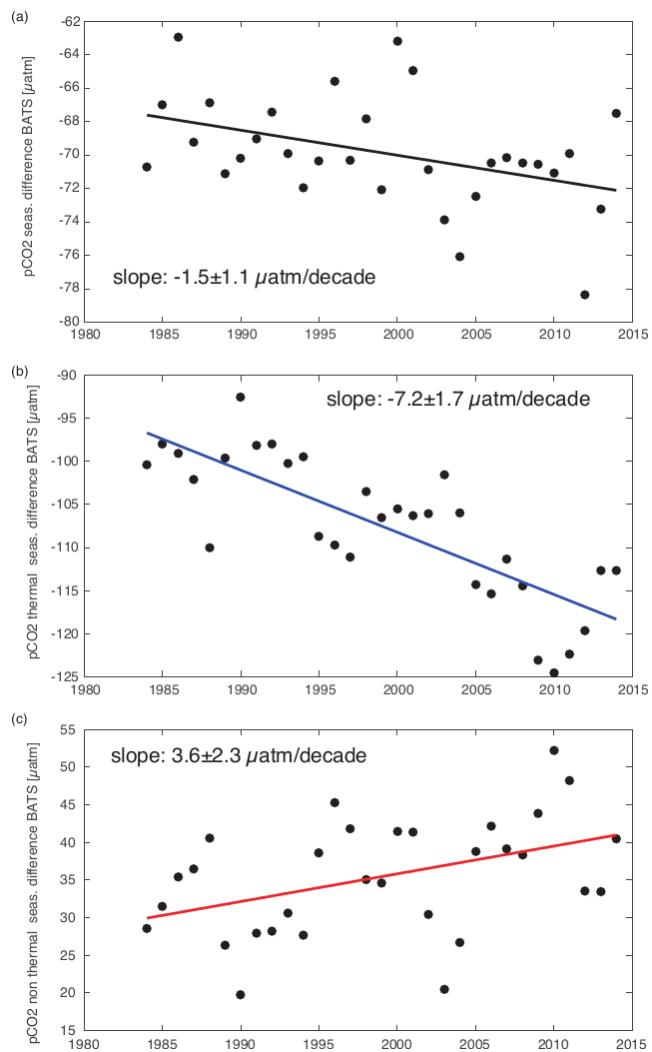 (a)
-62
-64
-66
-68
-70
-72
-74
-76
-78
-80
pCO2 seas. difference BATS [µatm]
slope: -1.5±1.1 µatm/decade
1980 1985 1990 1995 2000 2005 2010 2015
(b)
-90
-95
-100
-105
-110
-115
-120
-125
pCO2 thermal seas. difference BATS [µatm]
slope: -7.2±1.7 µatm/decade
1980 1985 1990 1995 2000 2005 2010 2015
(c)
55
50
45
40
35
30
25
20
15
pCO2 non thermal seas. difference BATS [µatm]
slope: 3.6±2.3 µatm/decade
1980 1985 1990 1995 2000 2005 2010 2015